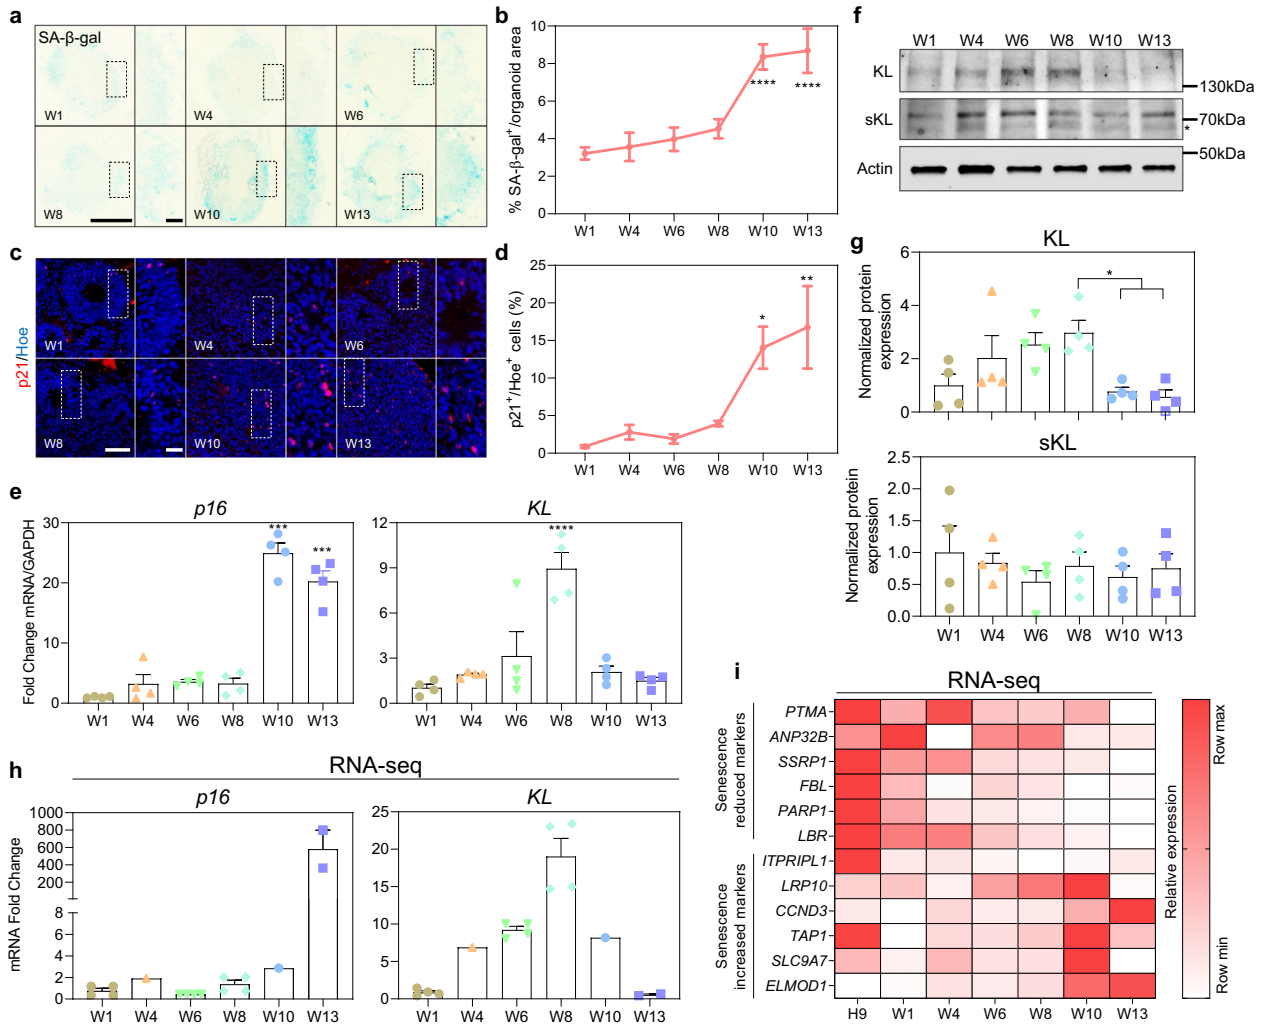 a
SA-β-gal
W1
W4
W6
W8
W10
W13
b
% SA-β-gal⁺/organoid area
10
8
6
4
2
0
****
****
W1 W4 W6 W8 W10 W13
c
p21/Hoe
W1
W4
W6
W8
W10
W13
d
p21⁺/Hoe⁺ cells (%)
25
20
15
10
5
0
*
**
W1 W4 W6 W8 W10 W13
e
Fold Change mRNA/GAPDH
p16
30
20
10
0
***
***
W1 W4 W6 W8 W10 W13
KL
12
9
6
3
0
****
W1 W4 W6 W8 W10 W13
f
W1 W4 W6 W8 W10 W13
KL
130kDa
sKL
70kDa
*
50kDa
Actin
g
KL
Normalized protein
expression
6
4
2
0
*
sKL
Normalized protein
expression
2.5
2.0
1.5
1.0
0.5
0.0
W1 W4 W6 W8 W10 W13
h
RNA-seq
mRNA Fold Change
p16
1000
800
600
400
200
8
6
4
2
0
W1 W4 W6 W8 W10 W13
KL
25
20
15
10
5
0
W1 W4 W6 W8 W10 W13
i
RNA-seq
Senescence
reduced markers
PTMA
ANP32B
SSRP1
FBL
PARP1
LBR
Senescence
increased markers
ITPRIPL1
LRP10
CCND3
TAP1
SLC9A7
ELMOD1
H9 W1 W4 W6 W8 W10 W13
Relative expression
Row max
Row min